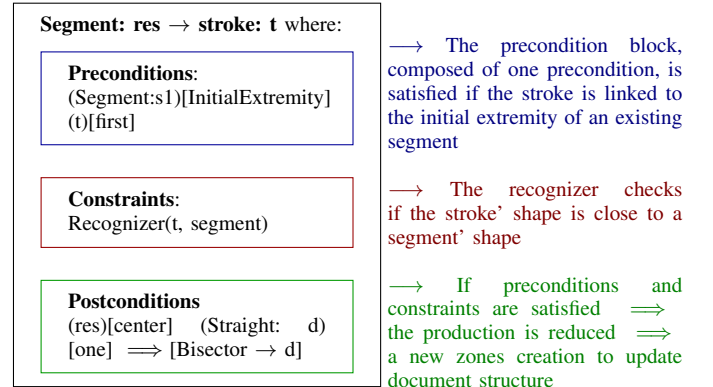 Segment: res → stroke: t where:
Preconditions:
(Segment:s1)[InitialExtremity]
(t)[first]
Constraints:
Recognizer(t, segment)
Postconditions
(res)[center] (Straight: d)
[one] ⟹ [Bisector → d]
⟶ The precondition block,
composed of one precondition, is
satisfied if the stroke is linked to
the initial extremity of an existing
segment
⟶ The recognizer checks
if the stroke' shape is close to a
segment' shape
⟶ If preconditions and
constraints are satisfied ⟹
the production is reduced ⟹
a new zones creation to update
document structure